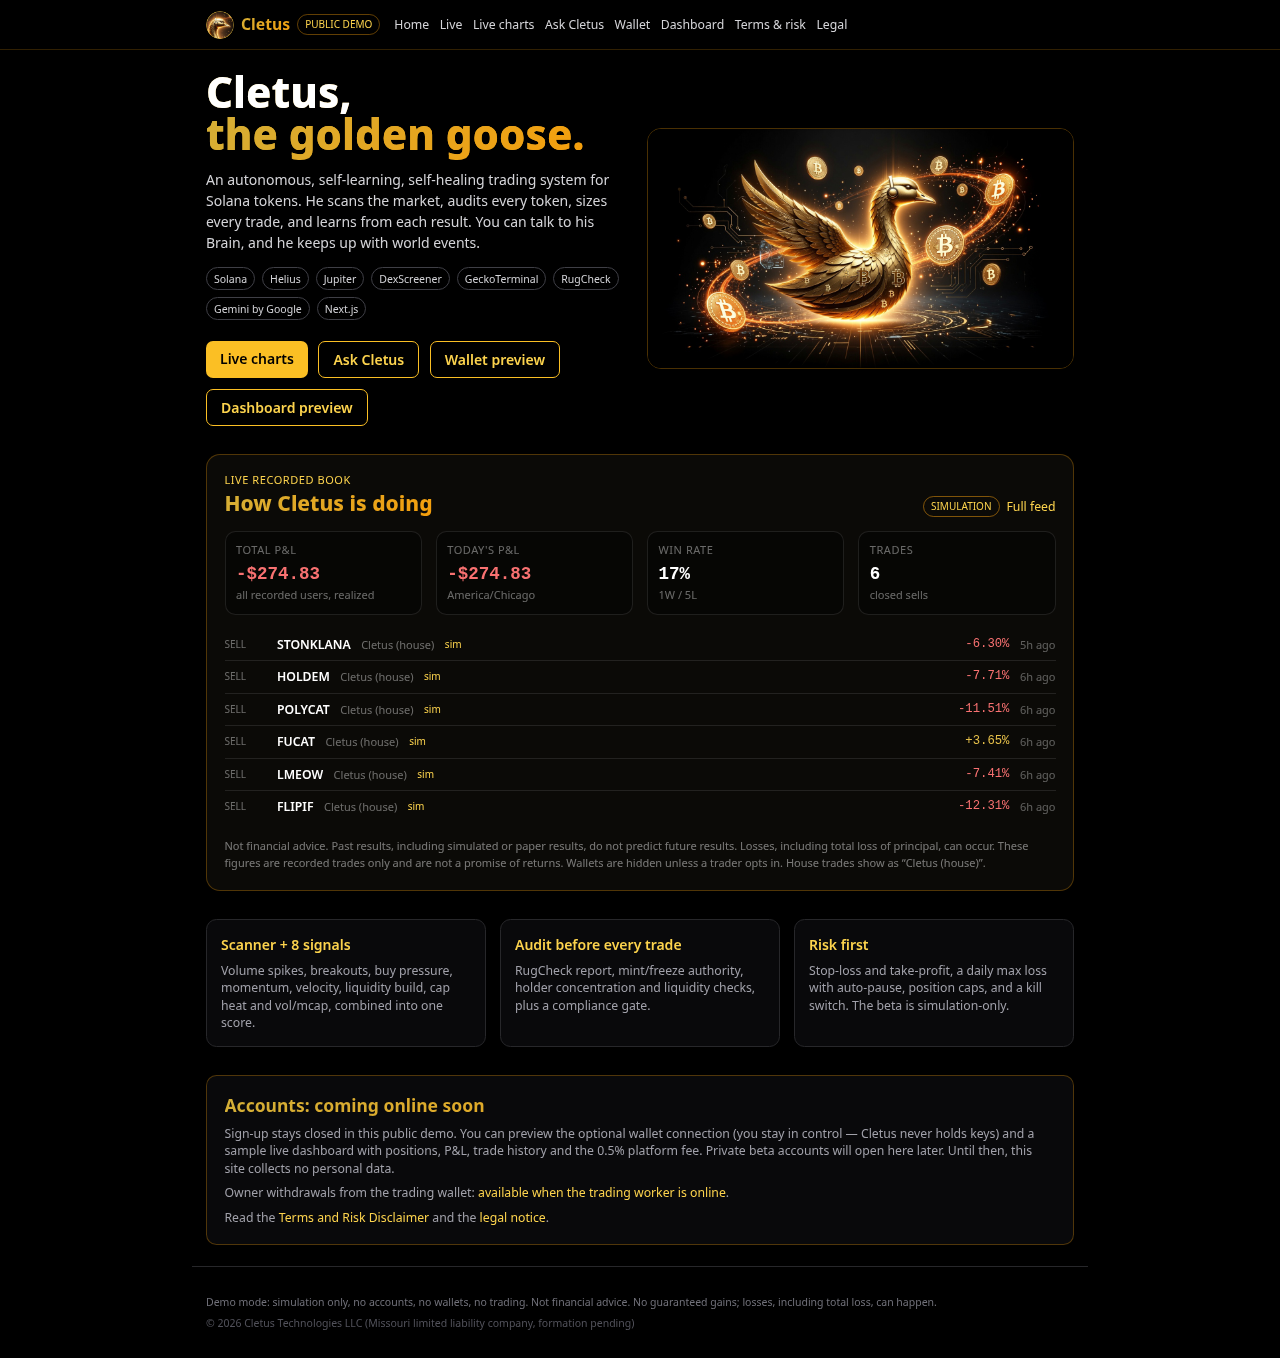 Cletus PUBLIC DEMO Home Live Live charts Ask Cletus Wallet Dashboard Terms & risk Legal
Cletus,
the golden goose.
An autonomous, self-learning, self-healing trading system for
Solana tokens. He scans the market, audits every token, sizes
every trade, and learns from each result. You can talk to his
Brain, and he keeps up with world events.
Solana Helius Jupiter DexScreener GeckoTerminal RugCheck
Gemini by Google Next.js
Live charts Ask Cletus Wallet preview
Dashboard preview
LIVE RECORDED BOOK
How Cletus is doing
SIMULATION Full feed
TOTAL P&L
-$274.83
all recorded users, realized
TODAY'S P&L
-$274.83
America/Chicago
WIN RATE
17%
1W / 5L
TRADES
6
closed sells
SELL STONKLANA Cletus (house) sim -6.30% 5h ago
SELL HOLDEM Cletus (house) sim -7.71% 6h ago
SELL POLYCAT Cletus (house) sim -11.51% 6h ago
SELL FUCAT Cletus (house) sim +3.65% 6h ago
SELL LMEOW Cletus (house) sim -7.41% 6h ago
SELL FLIPIF Cletus (house) sim -12.31% 6h ago
Not financial advice. Past results, including simulated or paper results, do not predict future results. Losses, including total loss of principal, can occur. These
figures are recorded trades only and are not a promise of returns. Wallets are hidden unless a trader opts in. House trades show as “Cletus (house)”.
Scanner + 8 signals
Volume spikes, breakouts, buy pressure,
momentum, velocity, liquidity build, cap
heat and vol/mcap, combined into one
score.
Audit before every trade
RugCheck report, mint/freeze authority,
holder concentration and liquidity checks,
plus a compliance gate.
Risk first
Stop-loss and take-profit, a daily max loss
with auto-pause, position caps, and a kill
switch. The beta is simulation-only.
Accounts: coming online soon
Sign-up stays closed in this public demo. You can preview the optional wallet connection (you stay in control — Cletus never holds keys) and a
sample live dashboard with positions, P&L, trade history and the 0.5% platform fee. Private beta accounts will open here later. Until then, this
site collects no personal data.
Owner withdrawals from the trading wallet: available when the trading worker is online.
Read the Terms and Risk Disclaimer and the legal notice.
Demo mode: simulation only, no accounts, no wallets, no trading. Not financial advice. No guaranteed gains; losses, including total loss, can happen.
© 2026 Cletus Technologies LLC (Missouri limited liability company, formation pending)